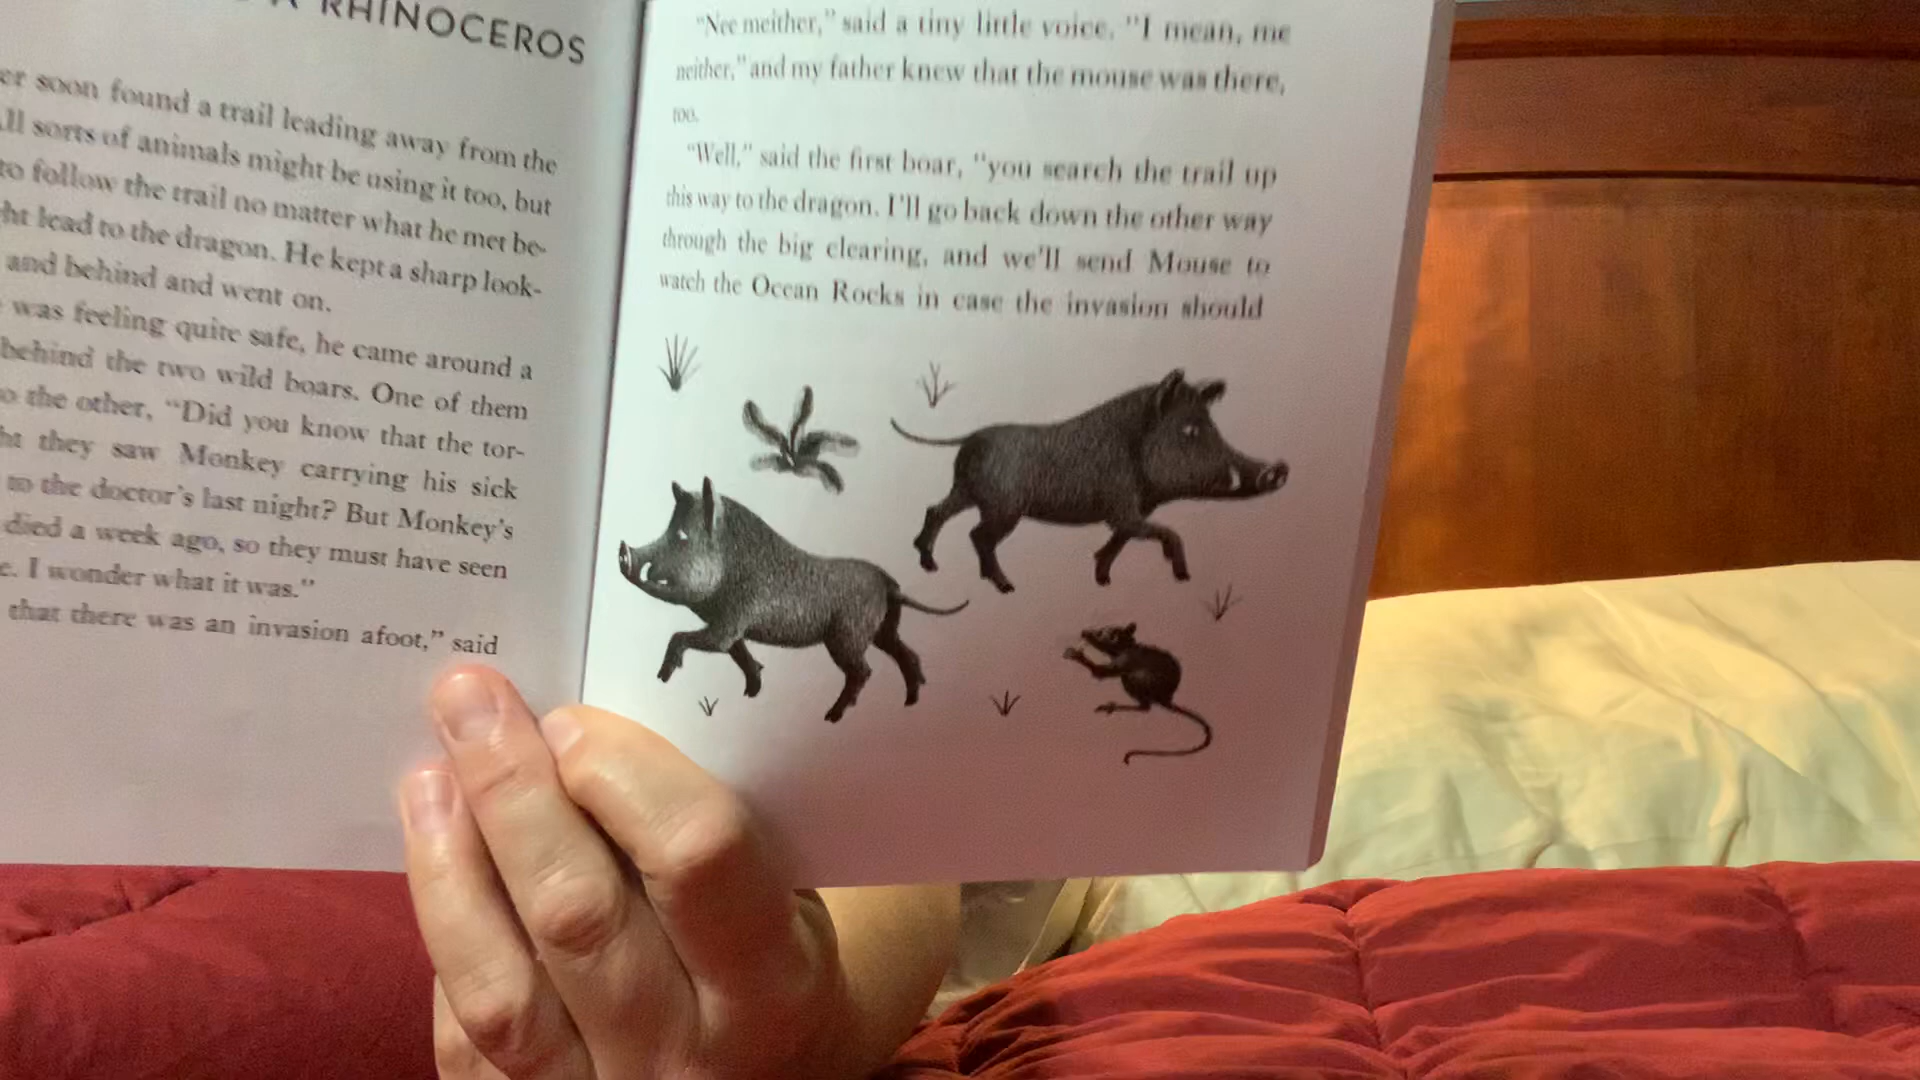 A RHINOCEROS
er soon found a trail leading away from the
ll sorts of animals might be using it too, but
to follow the trail no matter what he met be-
ht lead to the dragon. He kept a sharp look-
and behind and went on.
was feeling quite safe, he came around a
behind the two wild boars. One of them
o the other, "Did you know that the tor-
ht they saw Monkey carrying his sick
to the doctor's last night? But Monkey's
died a week ago, so they must have seen
e. I wonder what it was."
that there was an invasion afoot," said
"Nee meither," said a tiny little voice. "I mean, me
neither," and my father knew that the mouse was there,
too.
"Well," said the first boar, "you search the trail up
this way to the dragon. I'll go back down the other way
through the big clearing, and we'll send Mouse to
watch the Ocean Rocks in case the invasion should